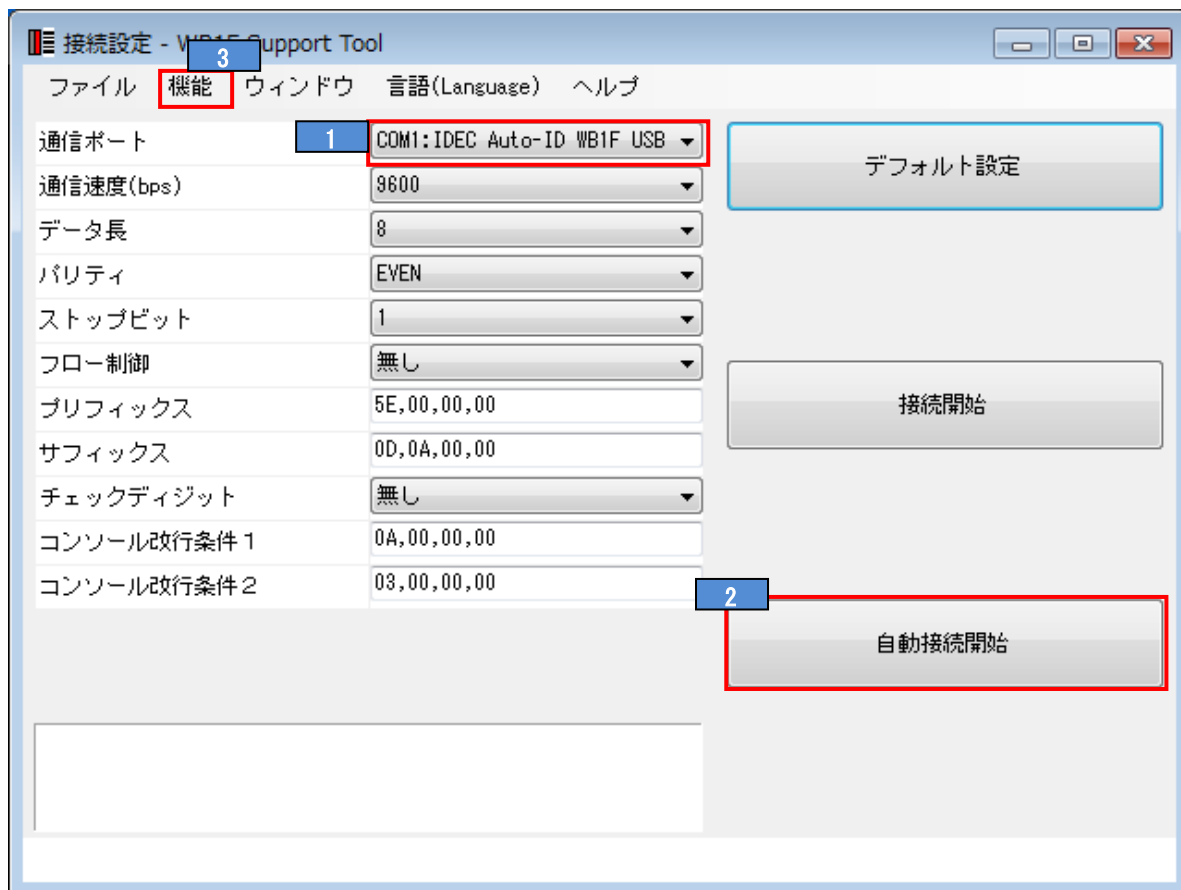 接続設定 - WB1F Support Tool
3
ファイル 機能 ウィンドウ 言語(Language) ヘルプ
通信ポート 1 COM1:IDEC Auto-ID WB1F USB
デフォルト設定
通信速度(bps) 9600
データ長 8
パリティ EVEN
ストップビット 1
フロー制御 無し
プリフィックス 5E,00,00,00
接続開始
サフィックス 0D,0A,00,00
チェックディジット 無し
コンソール改行条件１ 0A,00,00,00
コンソール改行条件２ 03,00,00,00
2
自動接続開始